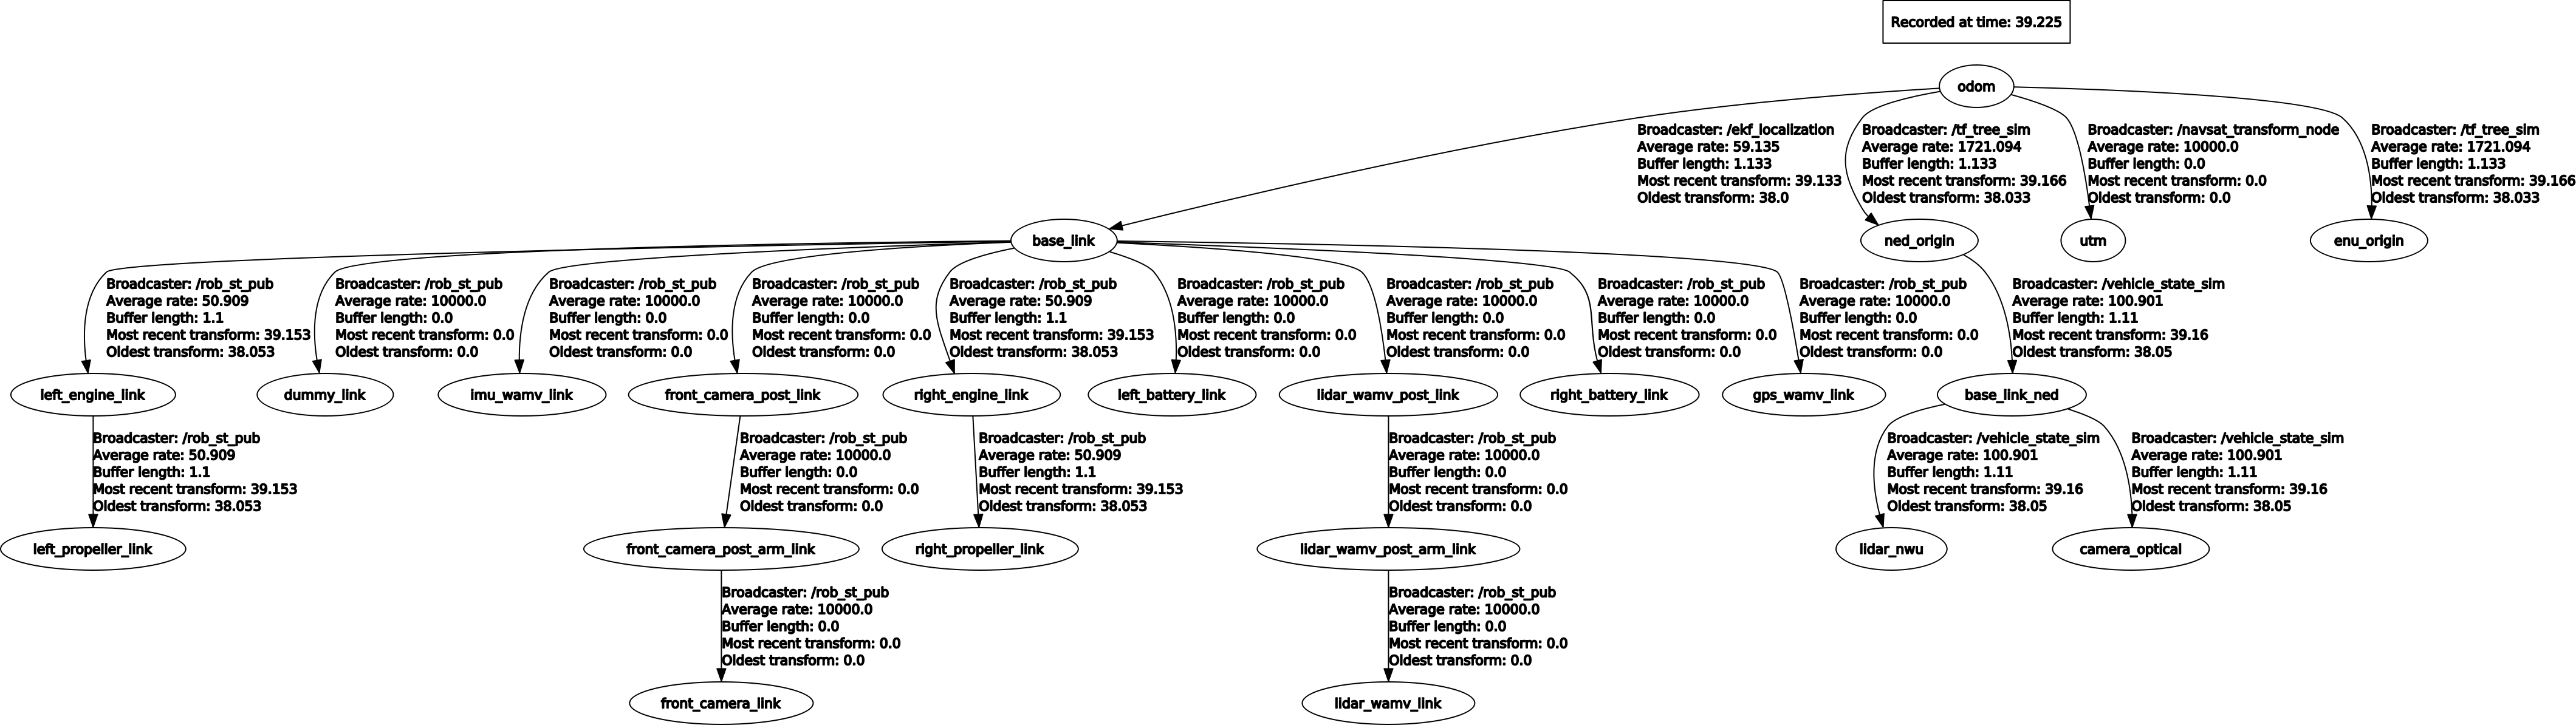 Recorded at time: 39.225
odom
Broadcaster: /ekf_localization
Average rate: 59.135
Buffer length: 1.133
Most recent transform: 39.133
Oldest transform: 38.0
Broadcaster: /tf_tree_sim
Average rate: 1721.094
Buffer length: 1.133
Most recent transform: 39.166
Oldest transform: 38.033
Broadcaster: /navsat_transform_node
Average rate: 10000.0
Buffer length: 0.0
Most recent transform: 0.0
Oldest transform: 0.0
Broadcaster: /tf_tree_sim
Average rate: 1721.094
Buffer length: 1.133
Most recent transform: 39.166
Oldest transform: 38.033
base_link
ned_origin
utm
enu_origin
Broadcaster: /rob_st_pub
Average rate: 50.909
Buffer length: 1.1
Most recent transform: 39.153
Oldest transform: 38.053
Broadcaster: /rob_st_pub
Average rate: 10000.0
Buffer length: 0.0
Most recent transform: 0.0
Oldest transform: 0.0
Broadcaster: /rob_st_pub
Average rate: 10000.0
Buffer length: 0.0
Most recent transform: 0.0
Oldest transform: 0.0
Broadcaster: /rob_st_pub
Average rate: 10000.0
Buffer length: 0.0
Most recent transform: 0.0
Oldest transform: 0.0
Broadcaster: /rob_st_pub
Average rate: 50.909
Buffer length: 1.1
Most recent transform: 39.153
Oldest transform: 38.053
Broadcaster: /rob_st_pub
Average rate: 10000.0
Buffer length: 0.0
Most recent transform: 0.0
Oldest transform: 0.0
Broadcaster: /rob_st_pub
Average rate: 10000.0
Buffer length: 0.0
Most recent transform: 0.0
Oldest transform: 0.0
Broadcaster: /rob_st_pub
Average rate: 10000.0
Buffer length: 0.0
Most recent transform: 0.0
Oldest transform: 0.0
Broadcaster: /rob_st_pub
Average rate: 10000.0
Buffer length: 0.0
Most recent transform: 0.0
Oldest transform: 0.0
Broadcaster: /vehicle_state_sim
Average rate: 100.901
Buffer length: 1.11
Most recent transform: 39.16
Oldest transform: 38.05
left_engine_link
dummy_link
imu_wamv_link
front_camera_post_link
right_engine_link
left_battery_link
lidar_wamv_post_link
right_battery_link
gps_wamv_link
base_link_ned
Broadcaster: /rob_st_pub
Average rate: 50.909
Buffer length: 1.1
Most recent transform: 39.153
Oldest transform: 38.053
Broadcaster: /rob_st_pub
Average rate: 10000.0
Buffer length: 0.0
Most recent transform: 0.0
Oldest transform: 0.0
Broadcaster: /rob_st_pub
Average rate: 50.909
Buffer length: 1.1
Most recent transform: 39.153
Oldest transform: 38.053
Broadcaster: /rob_st_pub
Average rate: 10000.0
Buffer length: 0.0
Most recent transform: 0.0
Oldest transform: 0.0
Broadcaster: /vehicle_state_sim
Average rate: 100.901
Buffer length: 1.11
Most recent transform: 39.16
Oldest transform: 38.05
Broadcaster: /vehicle_state_sim
Average rate: 100.901
Buffer length: 1.11
Most recent transform: 39.16
Oldest transform: 38.05
left_propeller_link
front_camera_post_arm_link
right_propeller_link
lidar_wamv_post_arm_link
lidar_nwu
camera_optical
Broadcaster: /rob_st_pub
Average rate: 10000.0
Buffer length: 0.0
Most recent transform: 0.0
Oldest transform: 0.0
Broadcaster: /rob_st_pub
Average rate: 10000.0
Buffer length: 0.0
Most recent transform: 0.0
Oldest transform: 0.0
front_camera_link
lidar_wamv_link